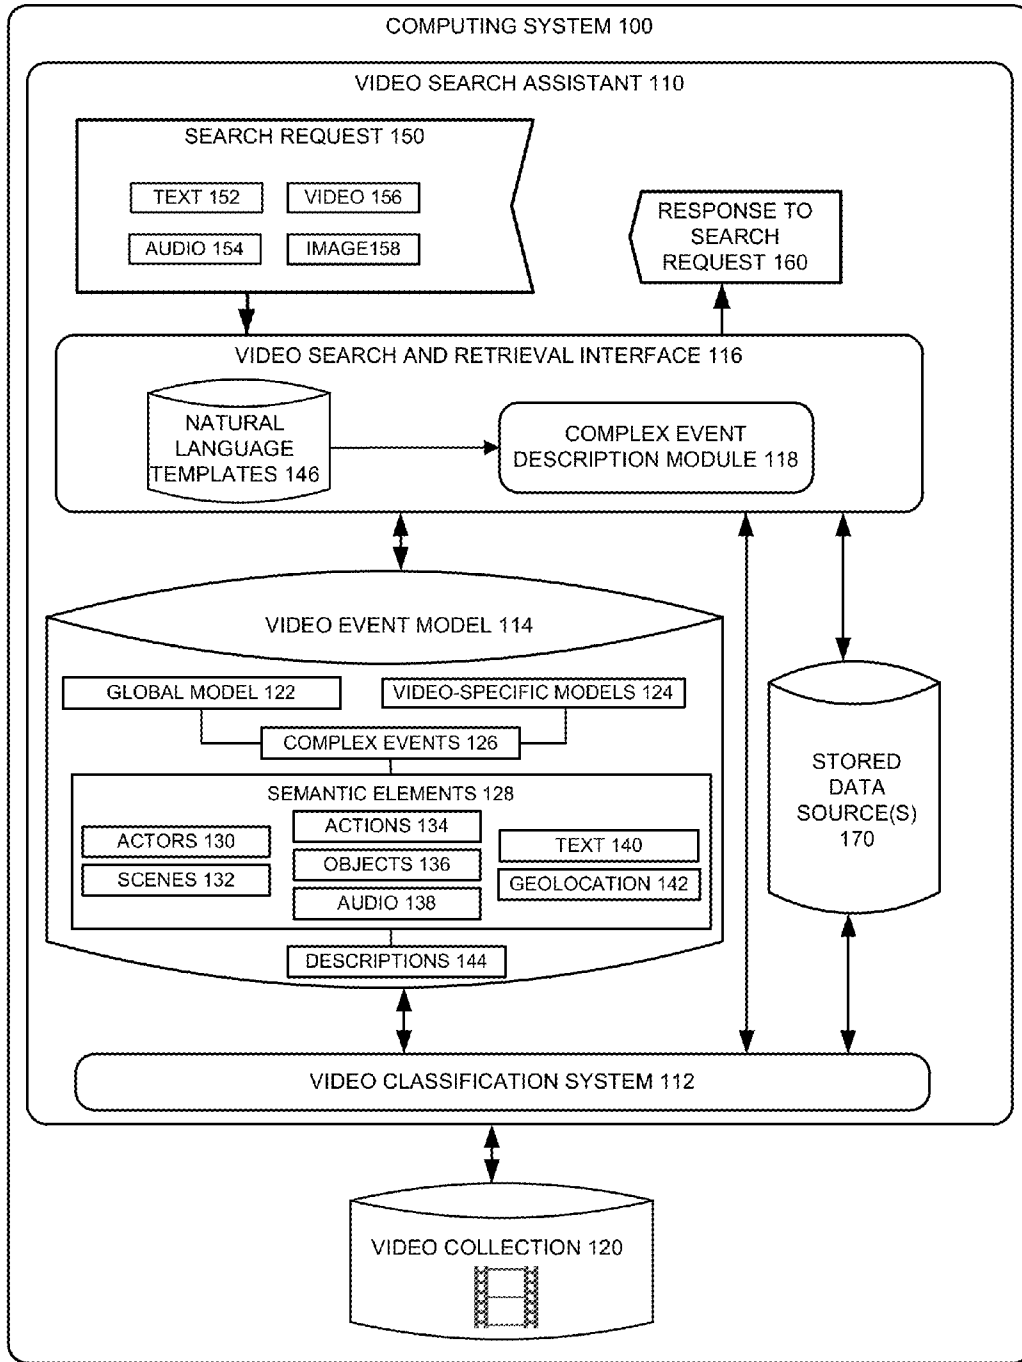 COMPUTING SYSTEM 100
VIDEO SEARCH ASSISTANT 110
SEARCH REQUEST 150
TEXT 152
VIDEO 156
AUDIO 154
IMAGE158
RESPONSE TO
SEARCH
REQUEST 160
VIDEO SEARCH AND RETRIEVAL INTERFACE 116
NATURAL
LANGUAGE
TEMPLATES 146
COMPLEX EVENT
DESCRIPTION MODULE 118
VIDEO EVENT MODEL 114
GLOBAL MODEL 122
VIDEO-SPECIFIC MODELS 124
COMPLEX EVENTS 126
SEMANTIC ELEMENTS 128
ACTORS 130
SCENES 132
ACTIONS 134
OBJECTS 136
AUDIO 138
TEXT 140
GEOLOCATION 142
DESCRIPTIONS 144
STORED
DATA
SOURCE(S)
170
VIDEO CLASSIFICATION SYSTEM 112
VIDEO COLLECTION 120